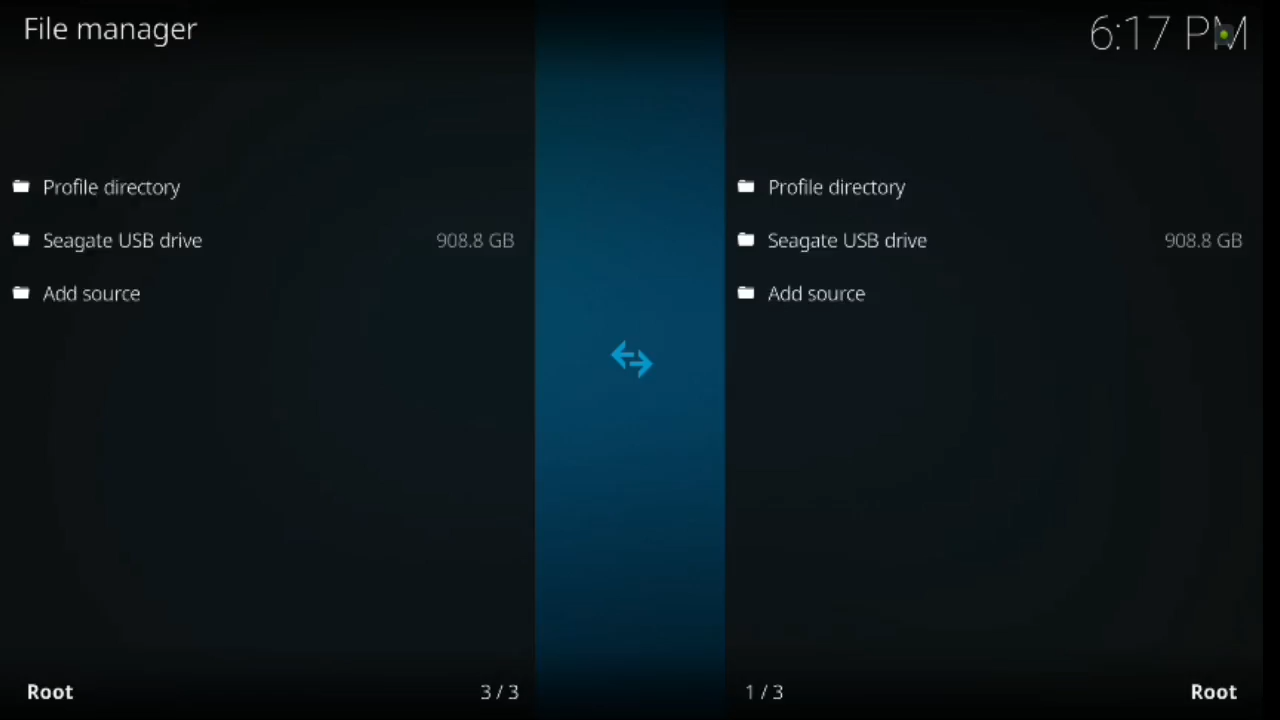 File manager
6:17 PM
Profile directory
Seagate USB drive 908.8 GB
Add source
Profile directory
Seagate USB drive 908.8 GB
Add source
Root 3 / 3
1 / 3 Root